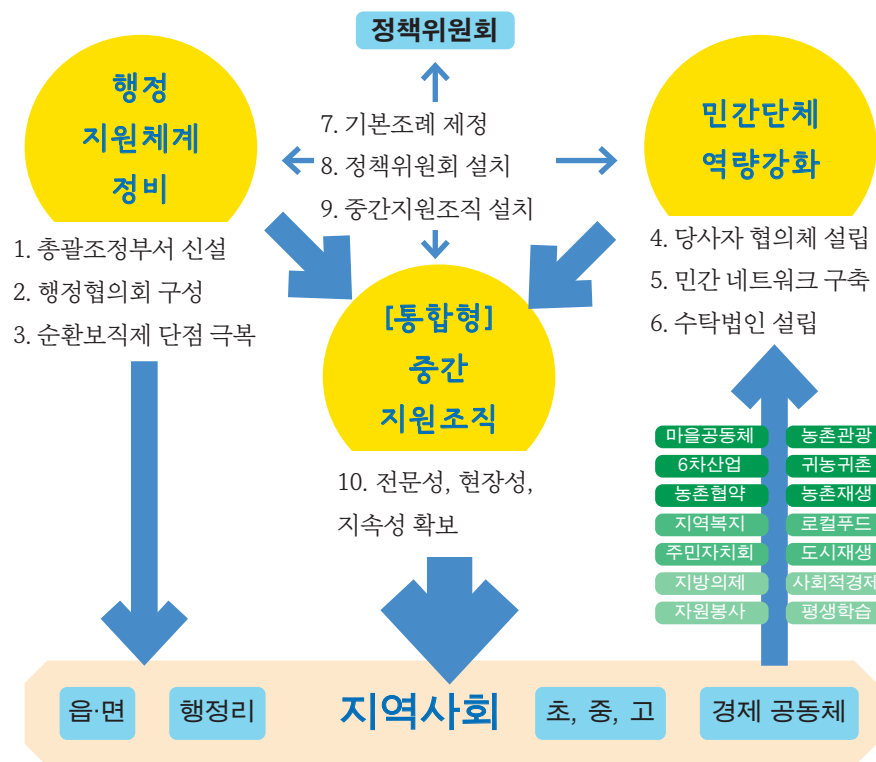 정책위원회
행정
지원체계
정비
민간단체
역량강화
7. 기본조례 제정
8. 정책위원회 설치
9. 중간지원조직 설치
1. 총괄조정부서 신설
2. 행정협의회 구성
3. 순환보직제 단점 극복
4. 당사자 협의체 설립
5. 민간 네트워크 구축
6. 수탁법인 설립
[통합형]
중간
지원조직
10. 전문성, 현장성,
지속성 확보
마을공동체 농촌관광
6차산업 귀농귀촌
농촌협약 농촌재생
지역복지 로컬푸드
주민자치회 도시재생
지방의제 사회적경제
자원봉사 평생학습
읍·면 행정리 지역사회 초, 중, 고 경제 공동체